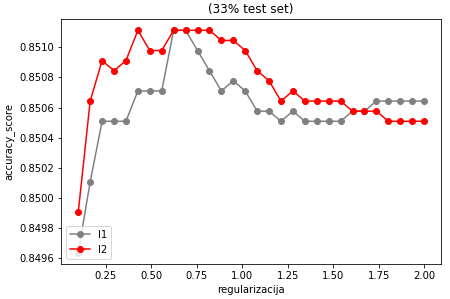 (33% test set)
accuracy_score
0.8510
0.8508
0.8506
0.8504
0.8502
0.8500
0.8498
0.8496
l1
l2
0.25 0.50 0.75 1.00 1.25 1.50 1.75 2.00
regularizacija